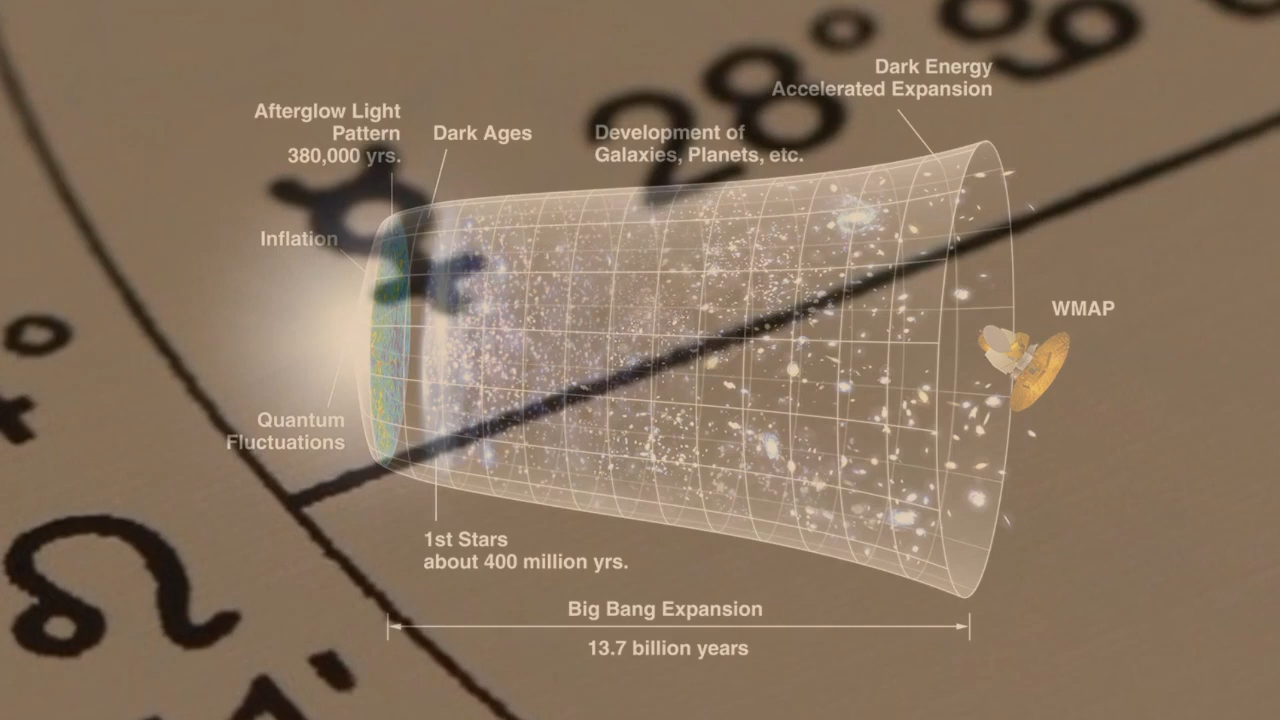 28°
Dark Energy
Accelerated Expansion
Afterglow Light
Pattern
380,000 yrs.
Dark Ages
Development of
Galaxies, Planets, etc.
Inflation
WMAP
Quantum
Fluctuations
1st Stars
about 400 million yrs.
Big Bang Expansion
13.7 billion years